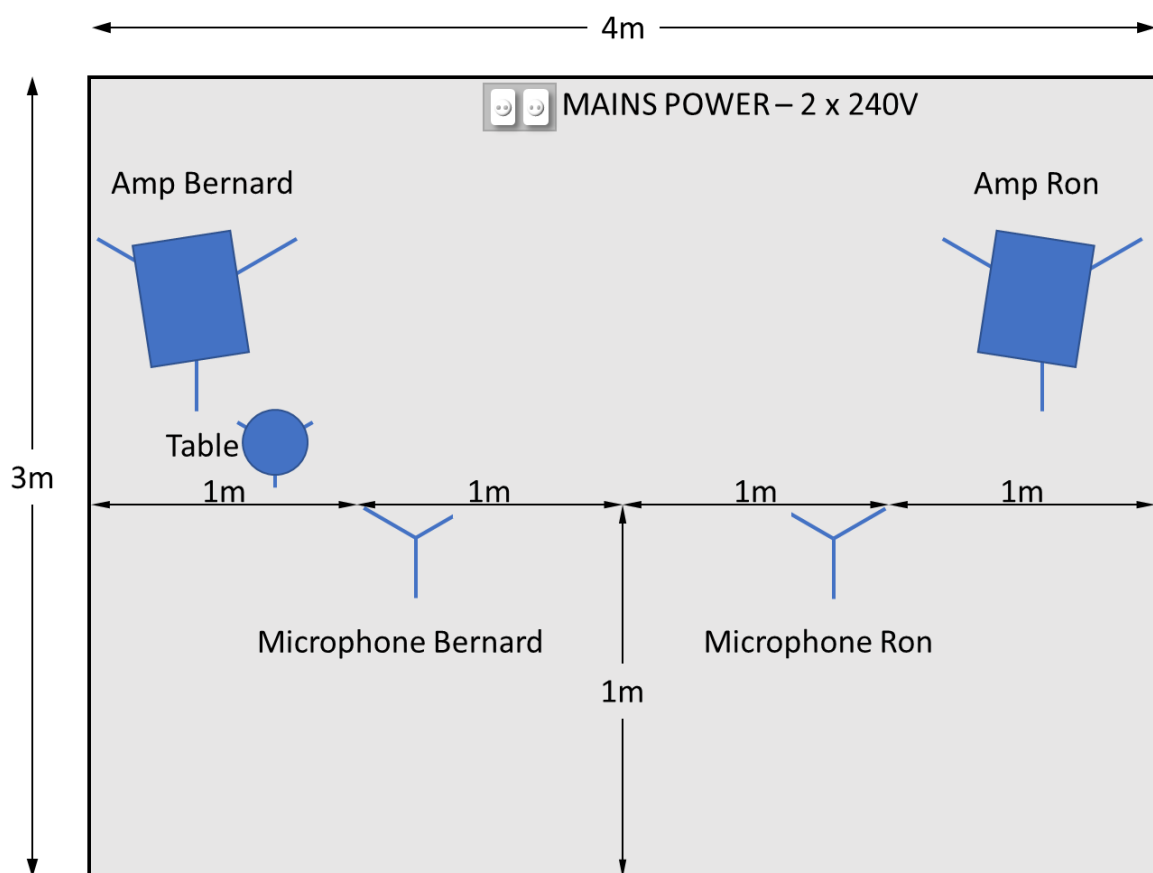 4m
MAINS POWER – 2 x 240V
Amp Bernard
Amp Ron
Table
3m
1m
1m
1m
1m
Microphone Bernard
Microphone Ron
1m